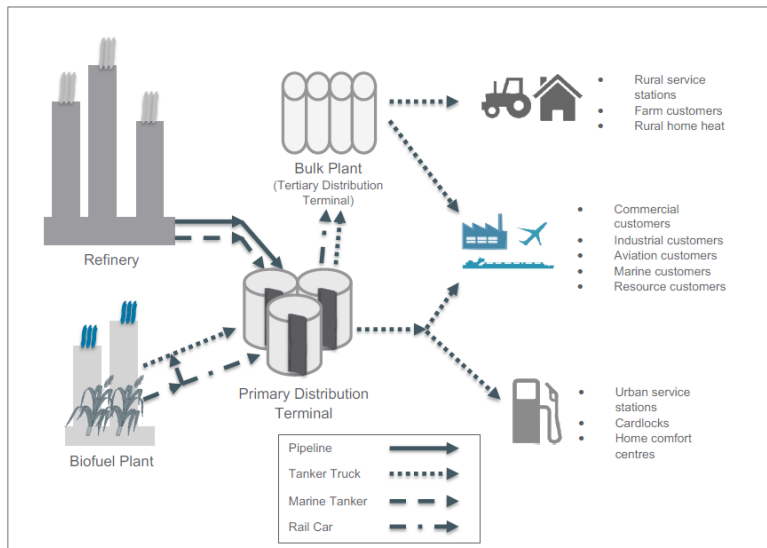 Rural service
stations
Farm customers
Rural home heat
Bulk Plant
(Tertiary Distribution
Terminal)
Commercial
customers
Industrial customers
Aviation customers
Marine customers
Resource customers
Refinery
Primary Distribution
Terminal
Urban service
stations
Cardlocks
Home comfort
centres
Biofuel Plant
Pipeline
Tanker Truck
Marine Tanker
Rail Car